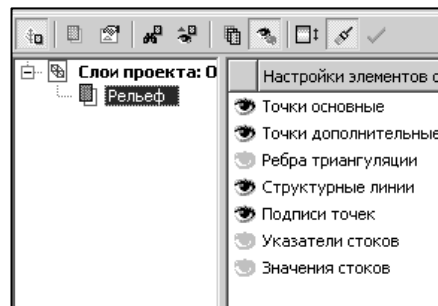 Слои проекта: О
Рельеф
Настройки элементов о
Точки основные
Точки дополнительные
Ребра триангуляции
Структурные линии
Подписи точек
Указатели стоков
Значения стоков